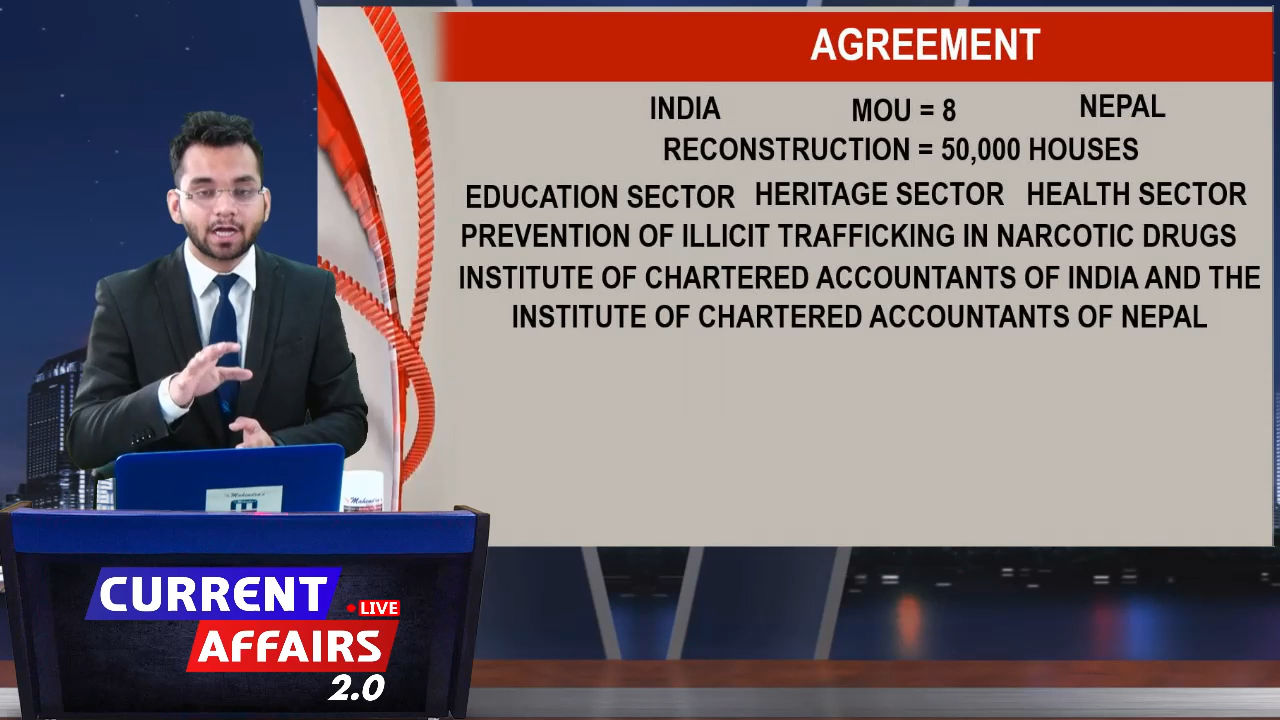 AGREEMENT
INDIA MOU = 8 NEPAL
RECONSTRUCTION = 50,000 HOUSES
EDUCATION SECTOR HERITAGE SECTOR HEALTH SECTOR
PREVENTION OF ILLICIT TRAFFICKING IN NARCOTIC DRUGS
INSTITUTE OF CHARTERED ACCOUNTANTS OF INDIA AND THE
INSTITUTE OF CHARTERED ACCOUNTANTS OF NEPAL
Mahendra's
CURRENT
LIVE
AFFAIRS
2.0